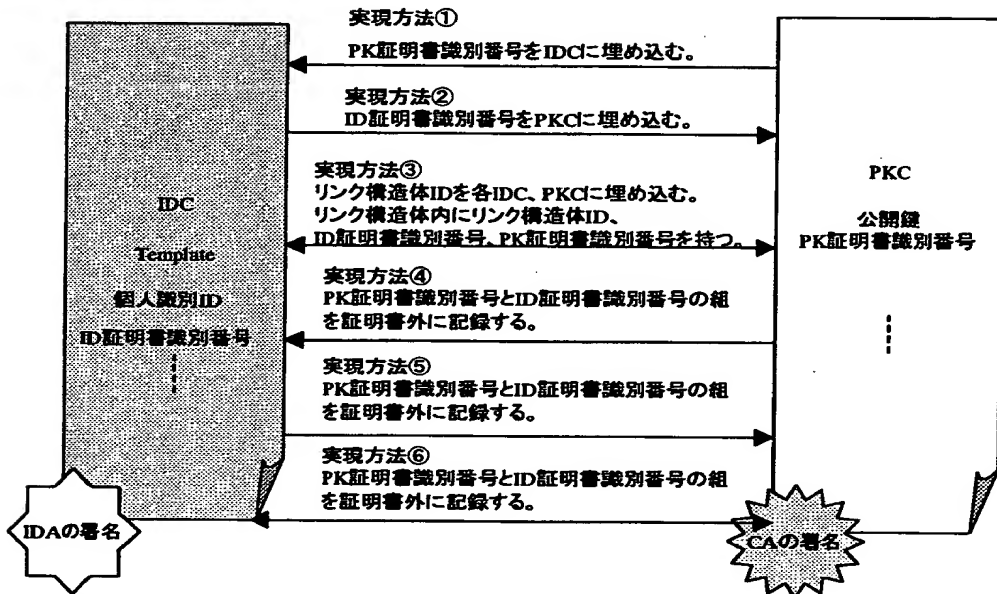 実現方法①
PK証明書識別番号をIDCに埋め込む。
実現方法②
ID証明書識別番号をPKCに埋め込む。
実現方法③
リンク構造体IDを各IDC、PKCに埋め込む。
リンク構造体内にリンク構造体ID、
ID証明書識別番号、PK証明書識別番号を持つ。
実現方法④
PK証明書識別番号とID証明書識別番号の組
を証明書外に記録する。
実現方法⑤
PK証明書識別番号とID証明書識別番号の組
を証明書外に記録する。
実現方法⑥
PK証明書識別番号とID証明書識別番号の組
を証明書外に記録する。
IDC
Template
個人識別ID
ID証明書識別番号
IDAの署名
PKC
公開鍵
PK証明書識別番号
CAの署名